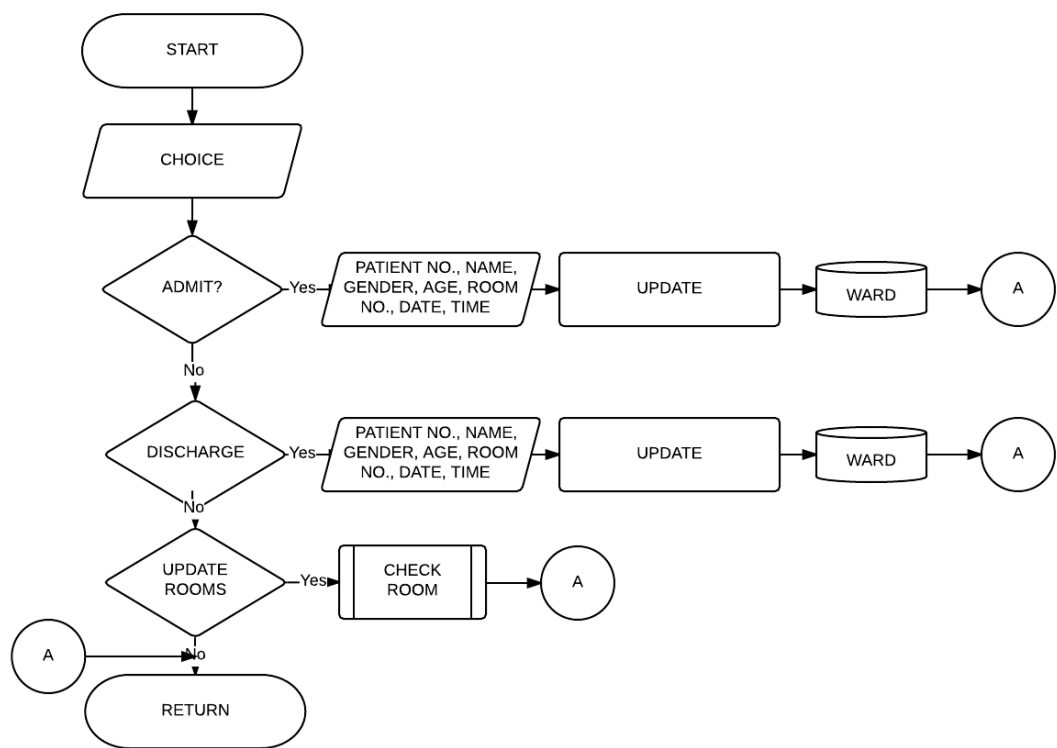 START
CHOICE
ADMIT?
Yes
PATIENT NO., NAME,
GENDER, AGE, ROOM
NO., DATE, TIME
UPDATE
WARD
A
No
DISCHARGE
Yes
PATIENT NO., NAME,
GENDER, AGE, ROOM
NO., DATE, TIME
UPDATE
WARD
A
No
UPDATE
ROOMS
Yes
CHECK
ROOM
A
A
No
RETURN